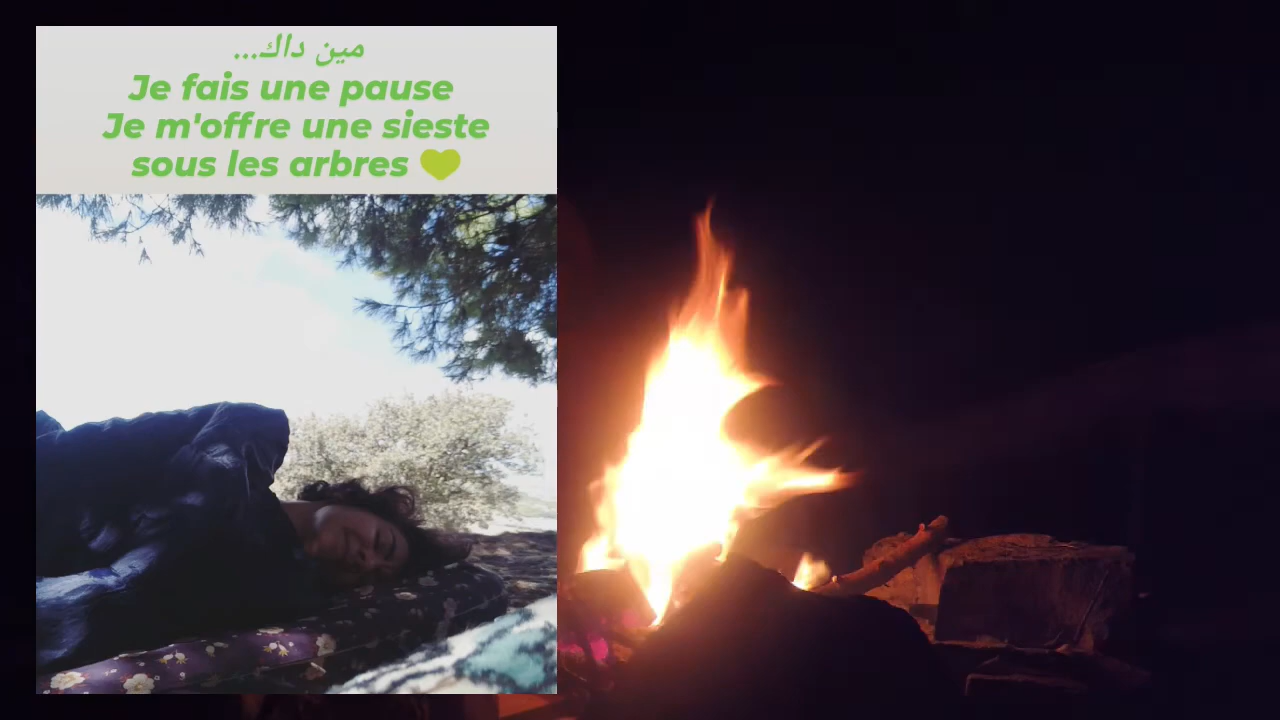 مين داك...
Je fais une pause
Je m'offre une sieste
sous les arbres 💚